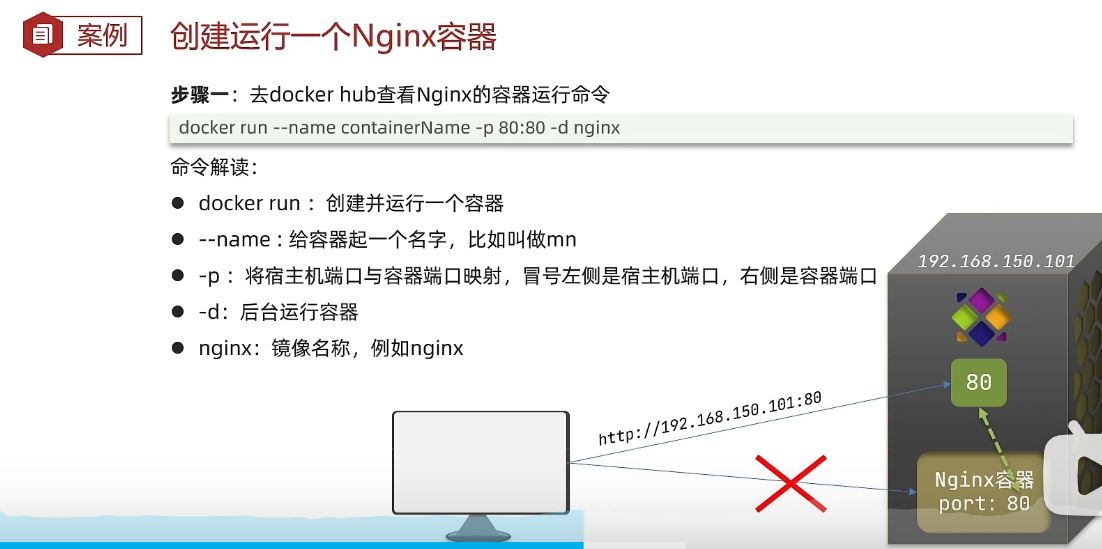 案例
创建运行一个Nginx容器
步骤一：去docker hub查看Nginx的容器运行命令
docker run --name containerName -p 80:80 -d nginx
命令解读：
docker run ：创建并运行一个容器
--name : 给容器起一个名字，比如叫做mn
-p ：将宿主机端口与容器端口映射，冒号左侧是宿主机端口，右侧是容器端口
-d：后台运行容器
nginx：镜像名称，例如nginx
192.168.150.101
80
http://192.168.150.101:80
Nginx容器
port: 80